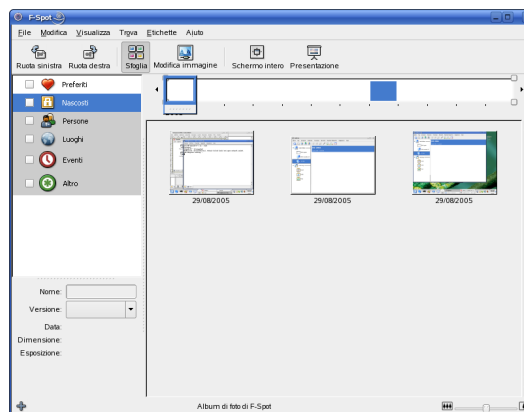 F-Spot
File Modifica Visualizza Trova Etichette Aiuto
Ruota sinistra Ruota destra Sfoglia Modifica immagine Schermo intero Presentazione
Preferiti
Nascosti
Persone
Luoghi
Eventi
Altro
29/08/2005 29/08/2005 29/08/2005
Nome:
Versione:
Data:
Dimensione:
Esposizione:
Album di foto di F-Spot